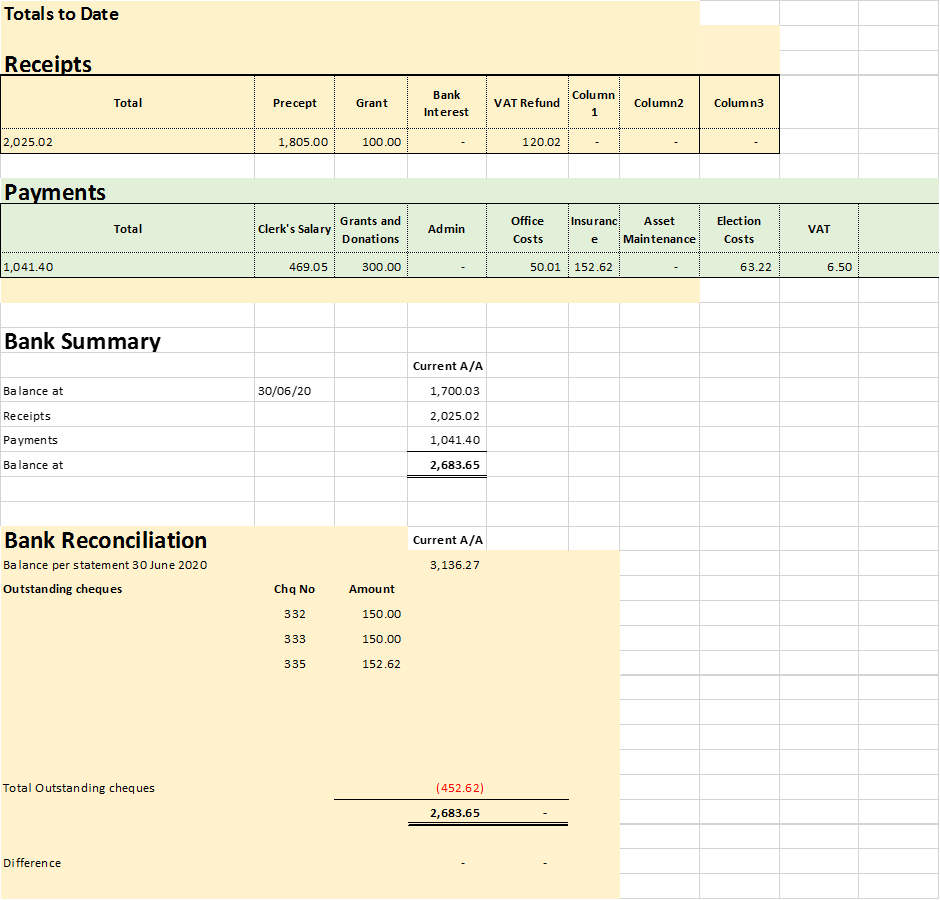 Totals to Date
Receipts
Total Precept Grant Bank Interest VAT Refund Column 1 Column2 Column3
2,025.02 1,805.00 100.00 - 120.02 - - -
Payments
Total Clerk's Salary Grants and Donations Admin Office Costs Insuranc e Asset Maintenance Election Costs VAT
1,041.40 469.05 300.00 - 50.01 152.62 - 63.22 6.50
Bank Summary
Current A/A
Balance at 30/06/20 1,700.03
Receipts 2,025.02
Payments 1,041.40
Balance at 2,683.65
Bank Reconciliation Current A/A
Balance per statement 30 June 2020 3,136.27
Outstanding cheques Chq No Amount
332 150.00
333 150.00
335 152.62
Total Outstanding cheques (452.62)
2,683.65 -
Difference - -